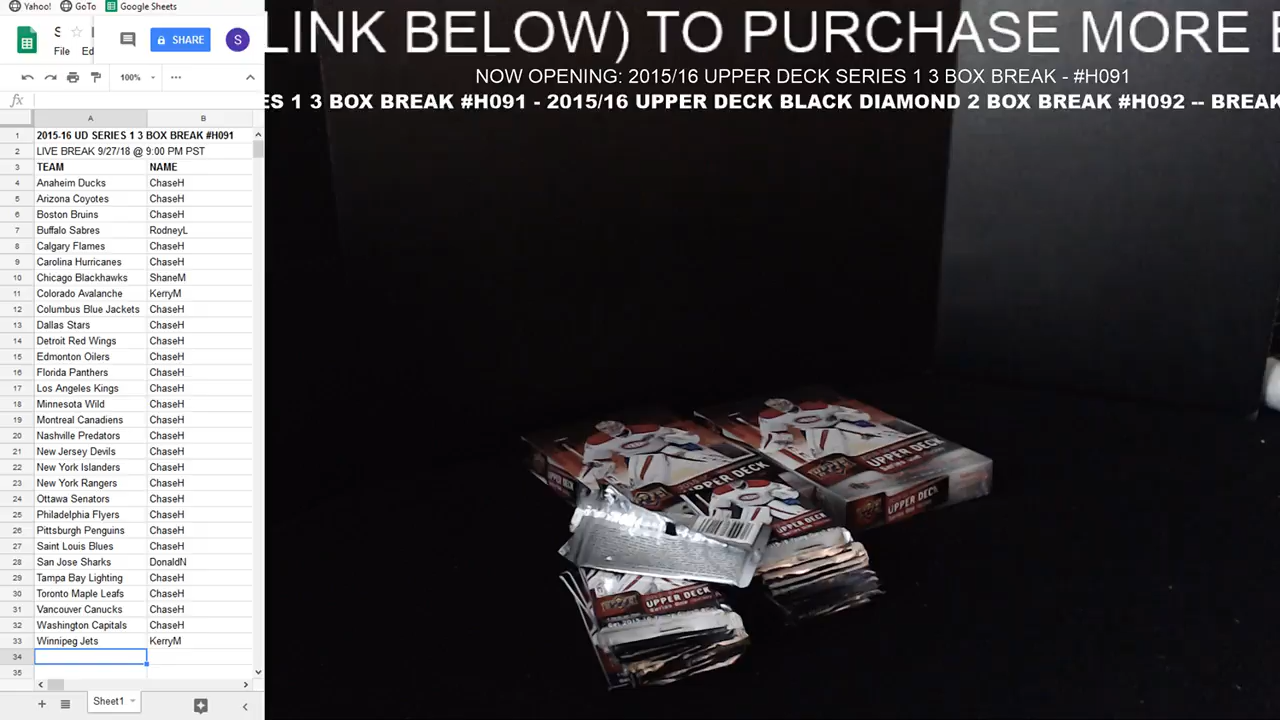 Yahoo!
GoTo
Google Sheets
S
File
Ed
SHARE
S
100%
fx
A
B
1 2015-16 UD SERIES 1 3 BOX BREAK #H091
2 LIVE BREAK 9/27/18 @ 9:00 PM PST
3 TEAM NAME
4 Anaheim Ducks ChaseH
5 Arizona Coyotes ChaseH
6 Boston Bruins ChaseH
7 Buffalo Sabres RodneyL
8 Calgary Flames ChaseH
9 Carolina Hurricanes ChaseH
10 Chicago Blackhawks ShaneM
11 Colorado Avalanche KerryM
12 Columbus Blue Jackets ChaseH
13 Dallas Stars ChaseH
14 Detroit Red Wings ChaseH
15 Edmonton Oilers ChaseH
16 Florida Panthers ChaseH
17 Los Angeles Kings ChaseH
18 Minnesota Wild ChaseH
19 Montreal Canadiens ChaseH
20 Nashville Predators ChaseH
21 New Jersey Devils ChaseH
22 New York Islanders ChaseH
23 New York Rangers ChaseH
24 Ottawa Senators ChaseH
25 Philadelphia Flyers ChaseH
26 Pittsburgh Penguins ChaseH
27 Saint Louis Blues ChaseH
28 San Jose Sharks DonaldN
29 Tampa Bay Lighting ChaseH
30 Toronto Maple Leafs ChaseH
31 Vancouver Canucks ChaseH
32 Washington Capitals ChaseH
33 Winnipeg Jets KerryM
34
35
Sheet1
LINK BELOW) TO PURCHASE MORE
NOW OPENING: 2015/16 UPPER DECK SERIES 1 3 BOX BREAK - #H091
ES 1 3 BOX BREAK #H091 - 2015/16 UPPER DECK BLACK DIAMOND 2 BOX BREAK #H092 -- BREAK
UPPER DECK
UPPER DECK
UPPER DECK
UPPER DECK
UPPER DECK